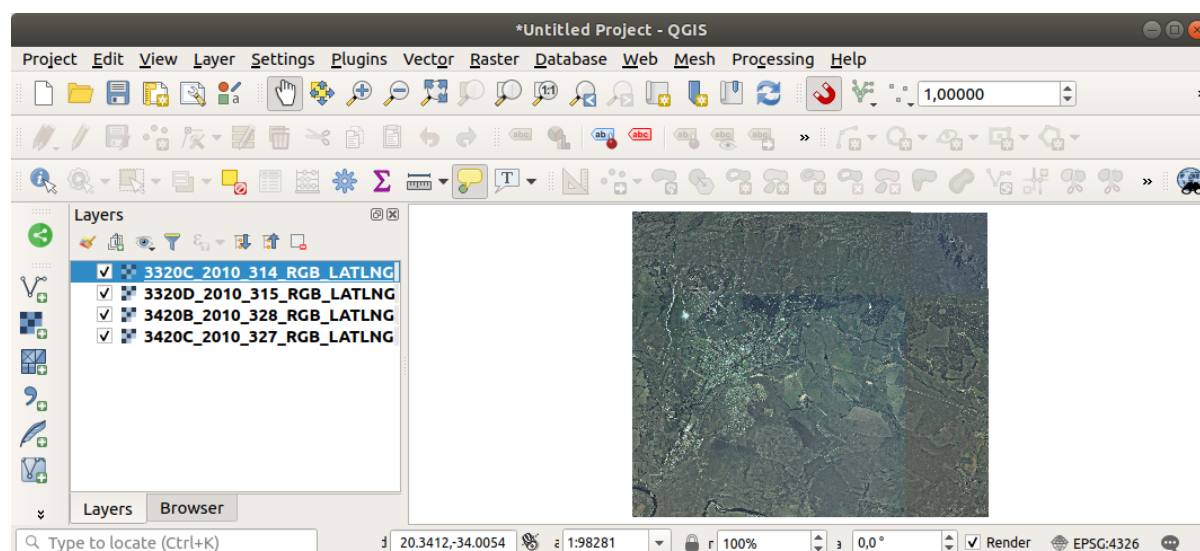 *Untitled Project - QGIS
Project Edit View Layer Settings Plugins Vector Raster Database Web Mesh Processing Help
1,00000
Layers
3320C_2010_314_RGB_LATLNG
3320D_2010_315_RGB_LATLNG
3420B_2010_328_RGB_LATLNG
3420C_2010_327_RGB_LATLNG
Layers Browser
Type to locate (Ctrl+K) 20.3412,-34.0054 1:98281 100% 0,0 ° Render EPSG:4326